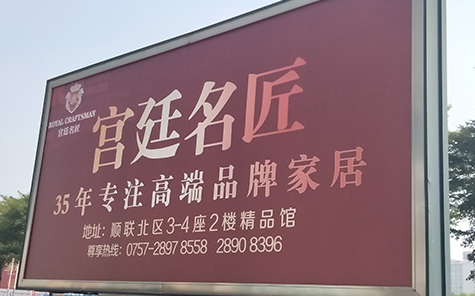 ROYAL CRAFTSMAN
宫廷名匠
宫廷名匠
35年专注高端品牌家居
地址：顺联北区3-4座2楼精品馆
尊享热线：0757-2897 8558 2890 8396